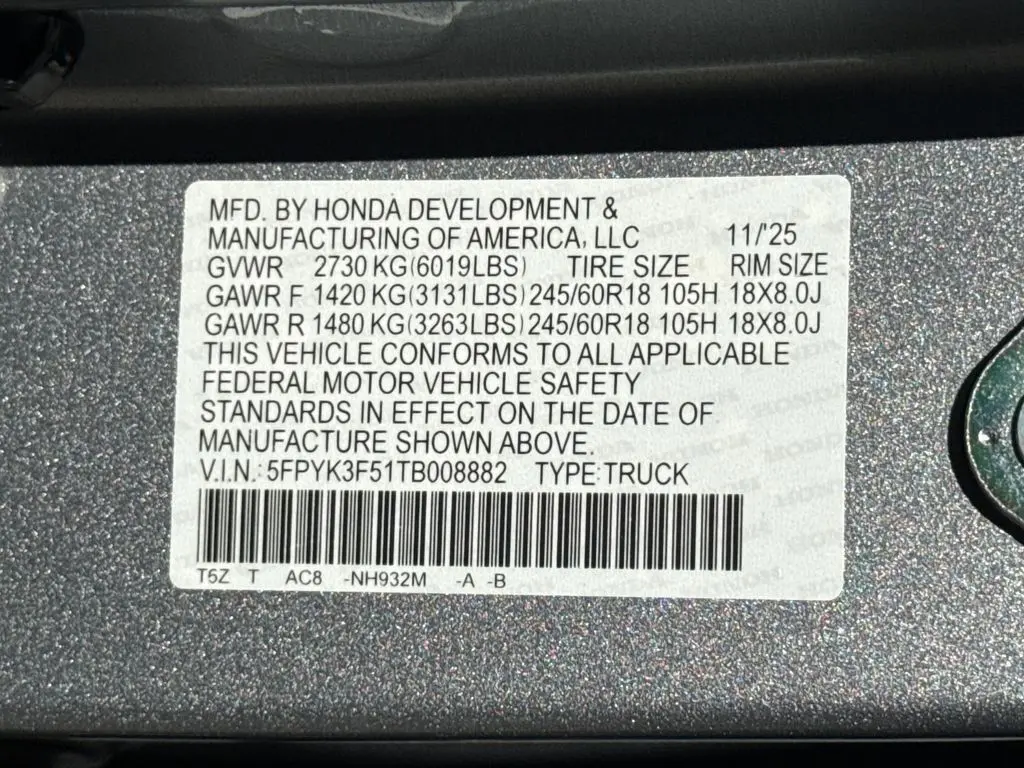 MFD. BY HONDA DEVELOPMENT &
MANUFACTURING OF AMERICA, LLC 11/'25
GVWR 2730 KG(6019LBS) TIRE SIZE RIM SIZE
GAWR F 1420 KG(3131LBS) 245/60R18 105H 18X8.0J
GAWR R 1480 KG(3263LBS) 245/60R18 105H 18X8.0J
THIS VEHICLE CONFORMS TO ALL APPLICABLE
FEDERAL MOTOR VEHICLE SAFETY
STANDARDS IN EFFECT ON THE DATE OF
MANUFACTURE SHOWN ABOVE.
V.I.N.: 5FPYK3F51TB008882 TYPE:TRUCK
T5Z T AC8 -NH932M -A -B